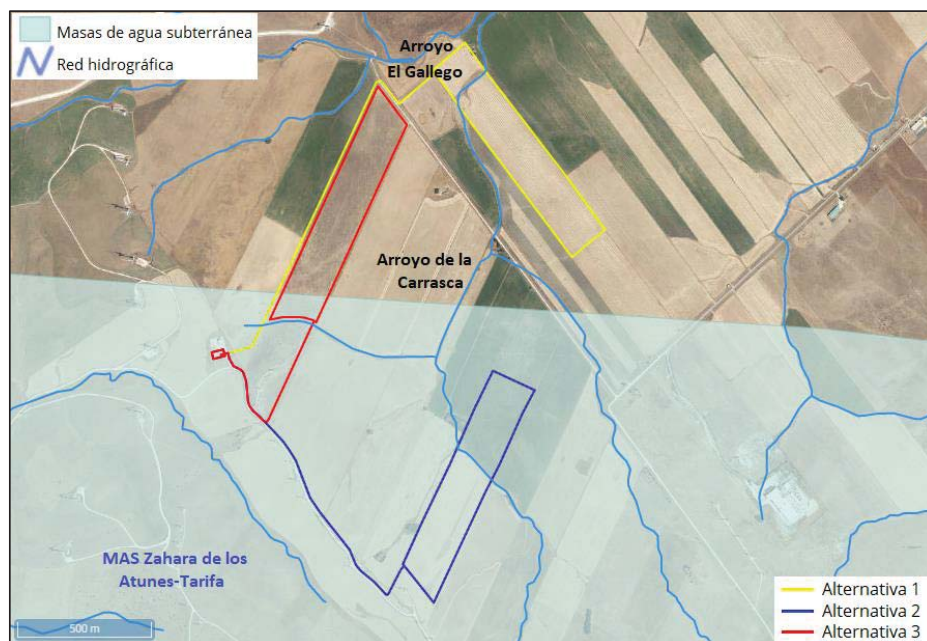 Masas de agua subterránea
Red hidrográfica
Arroyo
El Gallego
Arroyo de la
Carrasca
MAS Zahara de los
Atunes-Tarifa
500 m
Alternativa 1
Alternativa 2
Alternativa 3